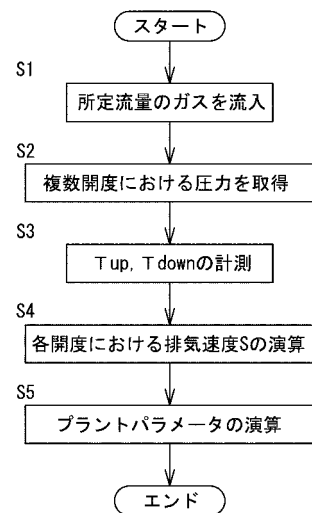 スタート
S1
所定流量のガスを流入
S2
複数開度における圧力を取得
S3
Tup, Tdownの計測
S4
各開度における排気速度Sの演算
S5
プラントパラメータの演算
エンド